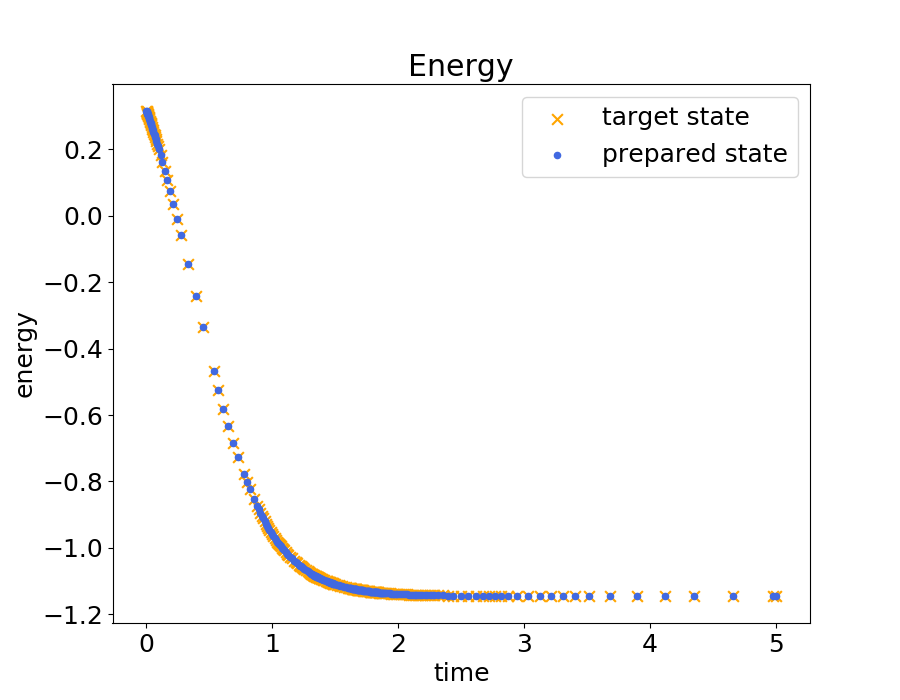 Energy
target state
prepared state
0.2
0.0
−0.2
−0.4
−0.6
−0.8
−1.0
−1.2
energy
0 1 2 3 4 5
time